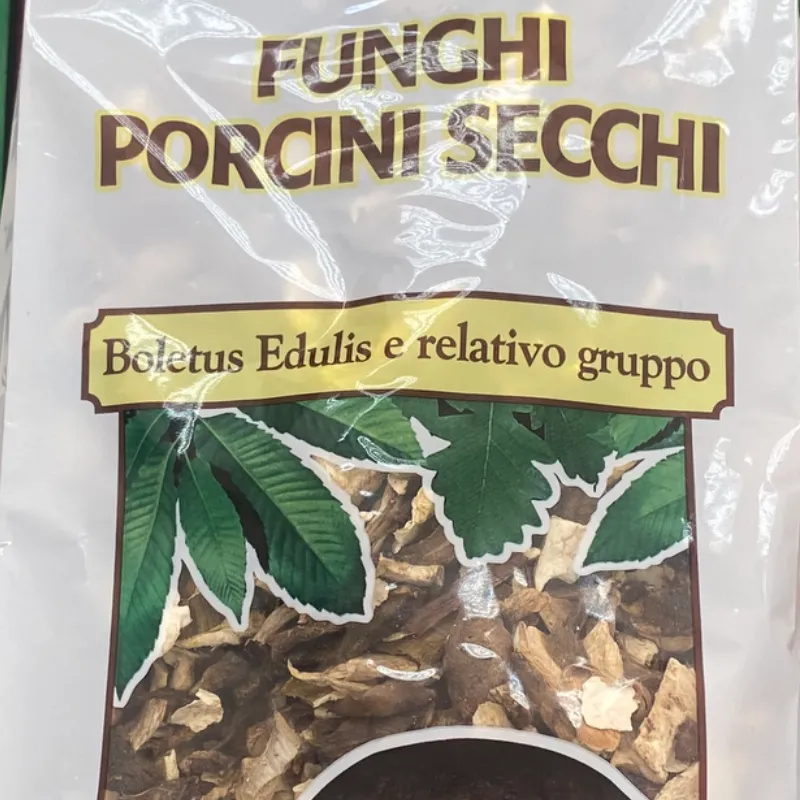 FUNGHI
PORCINI SECCHI
Boletus Edulis e relativo gruppo